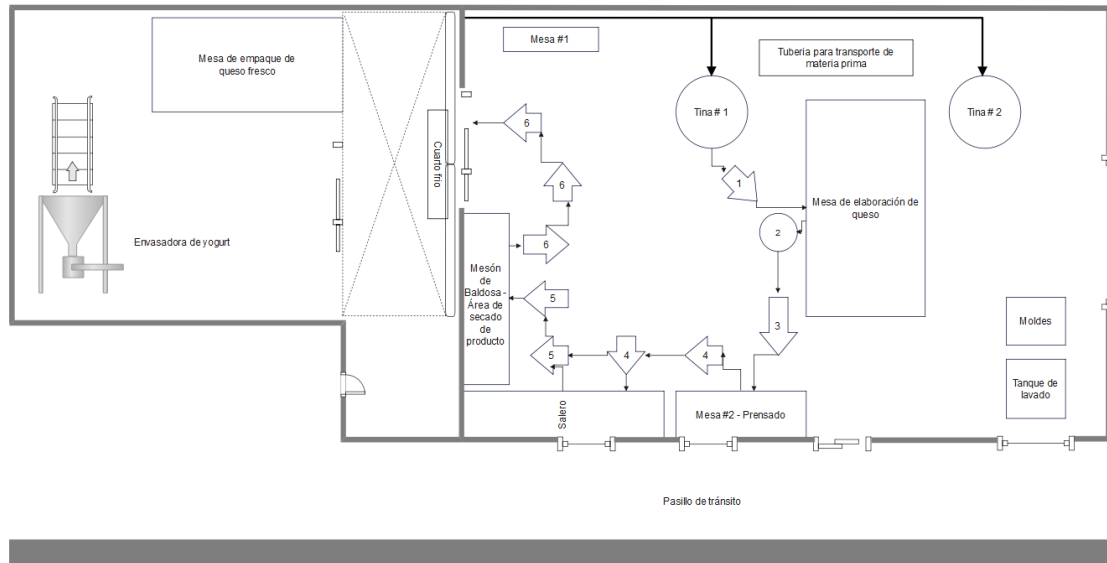 Mesa de empaque de
queso fresco
Mesa #1
Tuberia para transporte de
materia prima
Tina # 1
Tina # 2
Cuarto frio
6
1
6
Mesa de elaboración de
queso
2
Envasadora de yogurt
6
Mesón
de
Baldosa -
Área de
secado
de
producto
5
3
Moldes
5
4
4
Tanque de
lavado
Salero
Mesa #2 - Prensado
Pasillo de tránsito